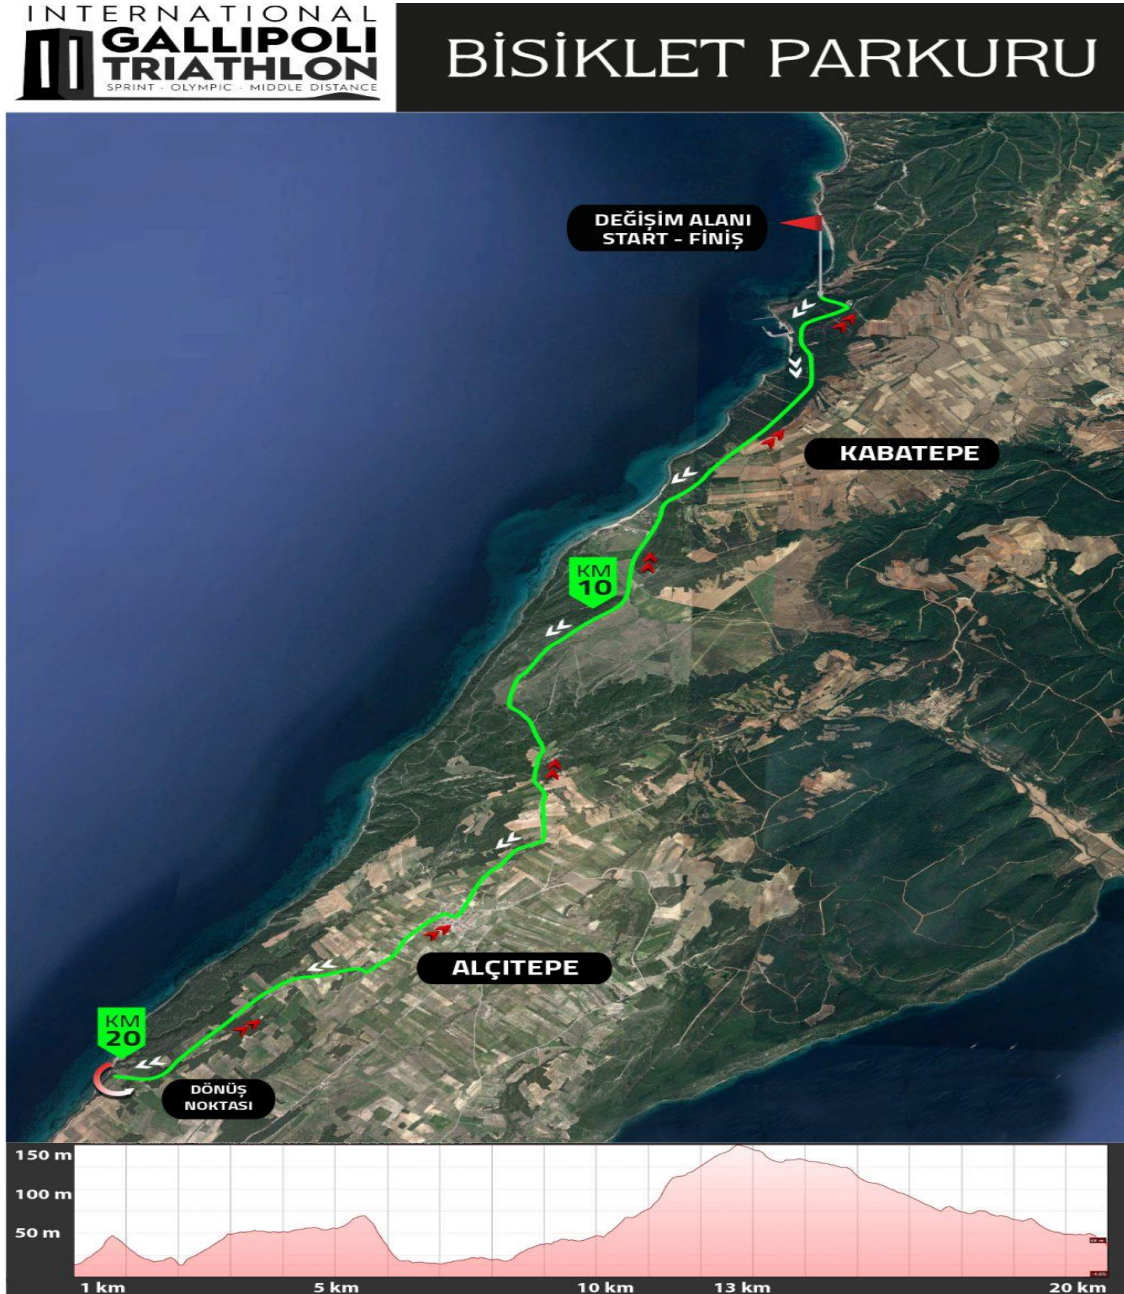 INTERNATIONAL
GALLIPOLI
TRIATHLON
SPRINT - OLYMPIC - MIDDLE DISTANCE
BİSİKLET PARKURU
DEĞİŞİM ALANI
START - FİNİŞ
KABATEPE
KM
10
ALÇITEPE
KM
20
DÖNÜŞ
NOKTASI
150 m
100 m
50 m
1 km 5 km 10 km 13 km 20 km